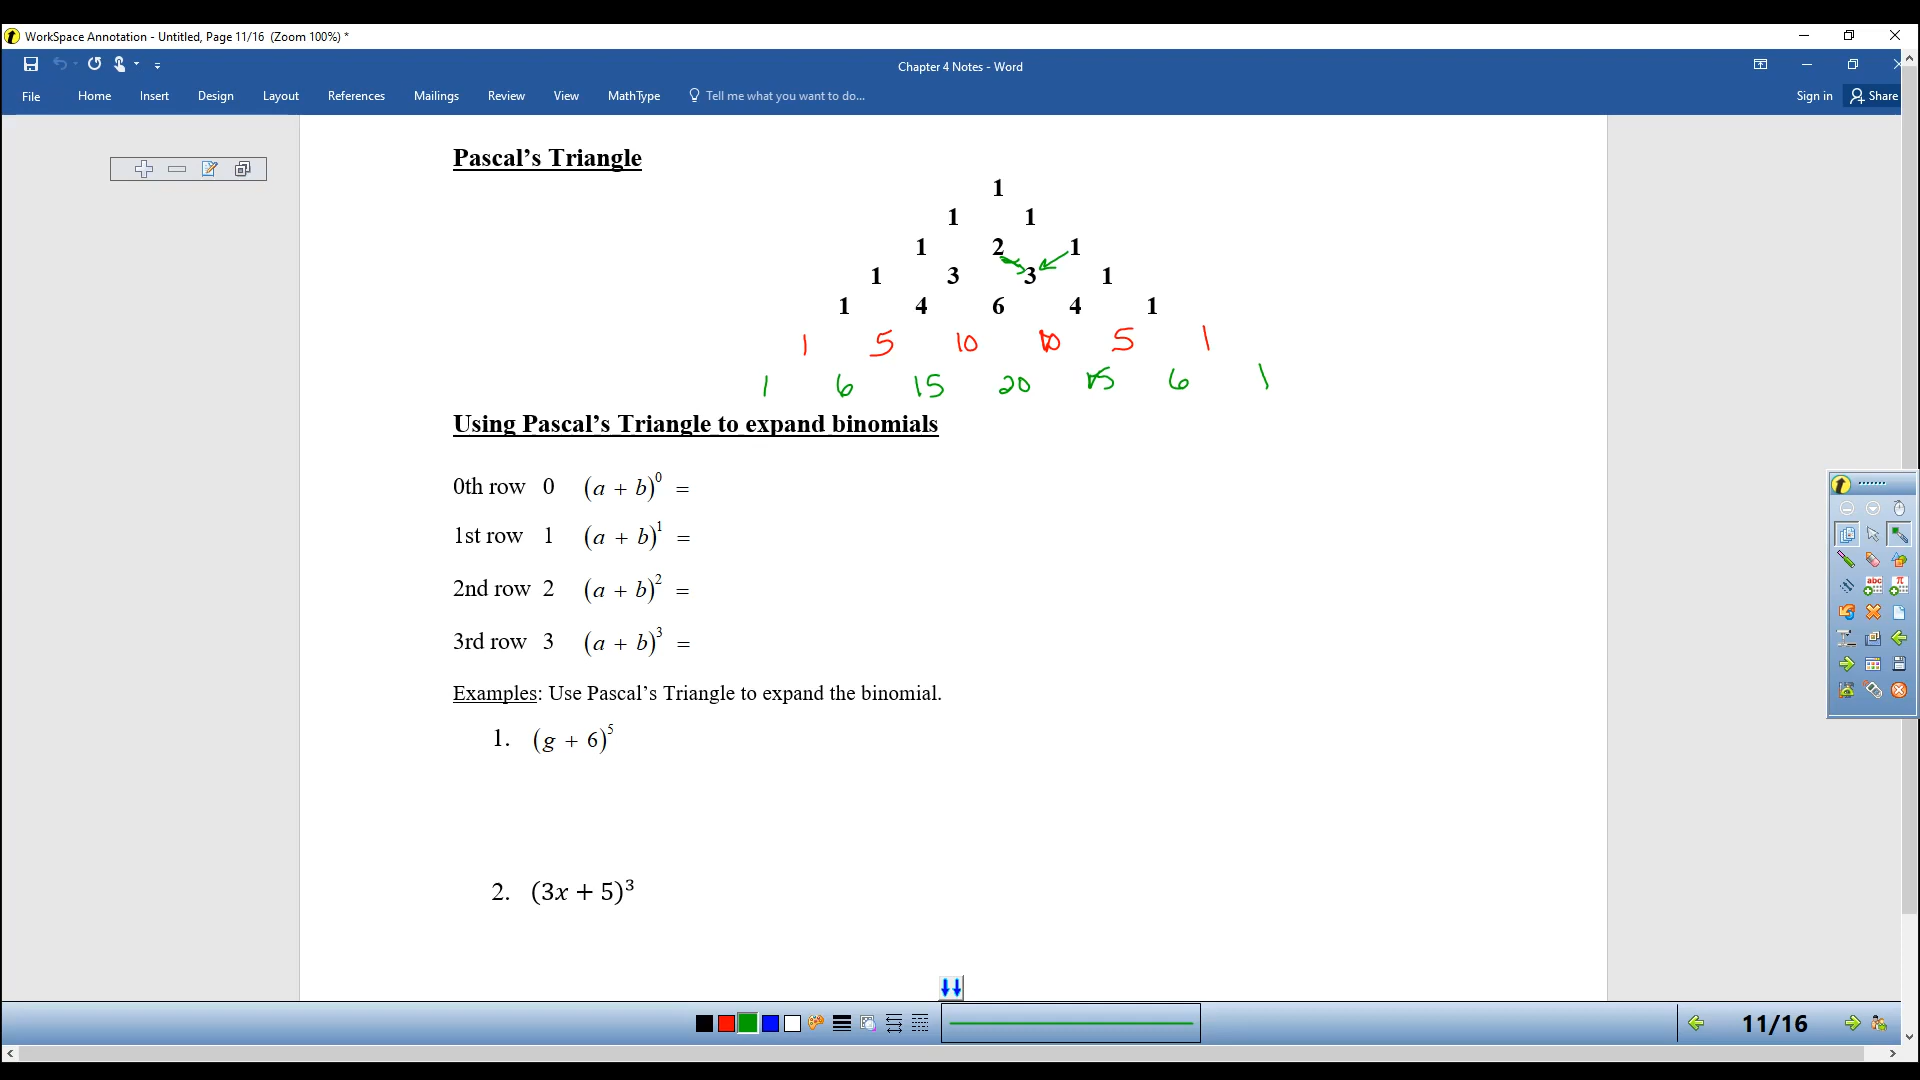 WorkSpace Annotation - Untitled, Page 11/16 (Zoom 100%) *
Chapter 4 Notes - Word
File Home Insert Design Layout References Mailings Review View MathType Tell me what you want to do... Sign in Share
Pascal's Triangle
1
1 1
1 2 1
1 3 3 1
1 4 6 4 1
1 5 10 10 5 1
1 6 15 20 15 6 1
Using Pascal's Triangle to expand binomials
0th row 0 (a + b)^0 =
1st row 1 (a + b)^1 =
2nd row 2 (a + b)^2 =
3rd row 3 (a + b)^3 =
Examples: Use Pascal's Triangle to expand the binomial.
1. (g + 6)^5
2. (3x + 5)^3
abc π
11/16